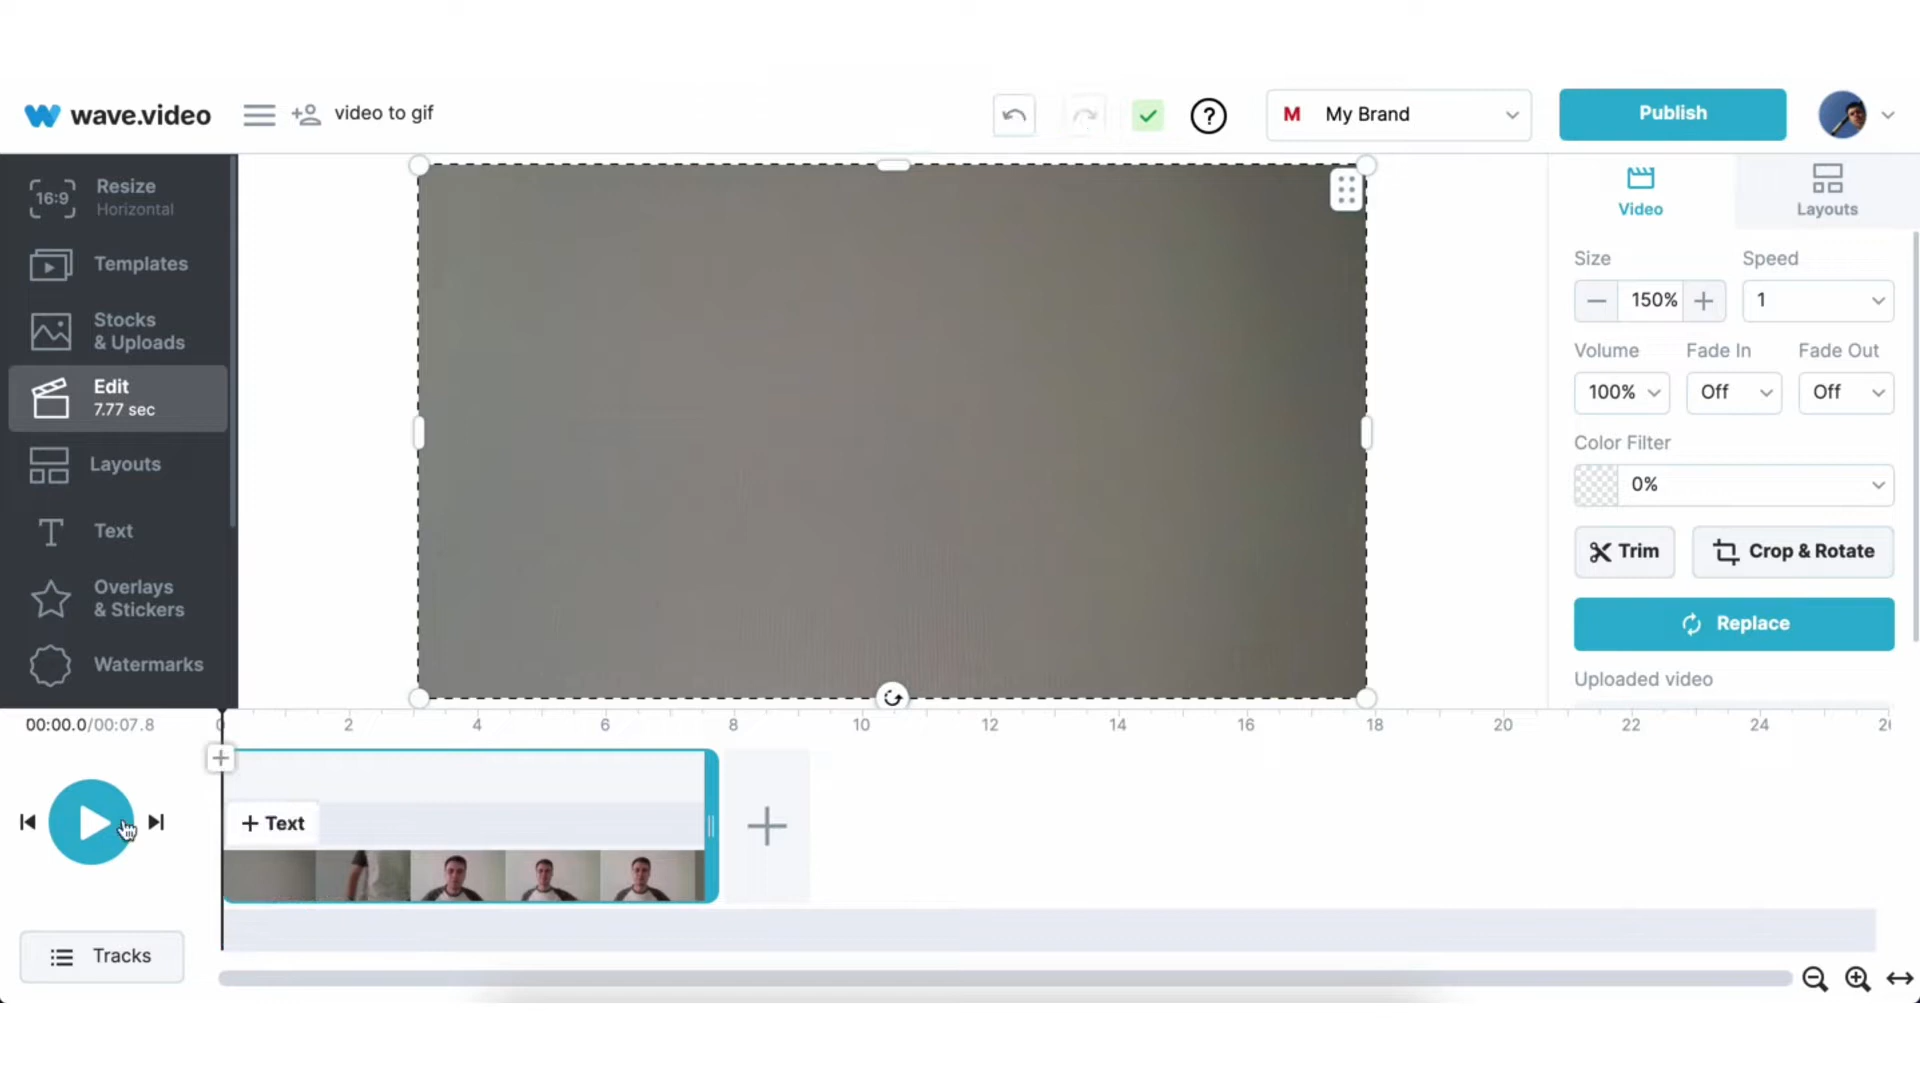 wave.video
video to gif
?
M My Brand
Publish
16:9
Resize
Horizontal
Templates
Stocks
& Uploads
Edit
7.77 sec
Layouts
Text
Overlays
& Stickers
Watermarks
Video
Layouts
Size
Speed
150%
1
Volume
Fade In
Fade Out
100%
Off
Off
Color Filter
0%
Trim
Crop & Rotate
Replace
Uploaded video
00:00.0/00:07.8
0 2 4 6 8 10 12 14 16 18 20 22 24
+ Text
Tracks